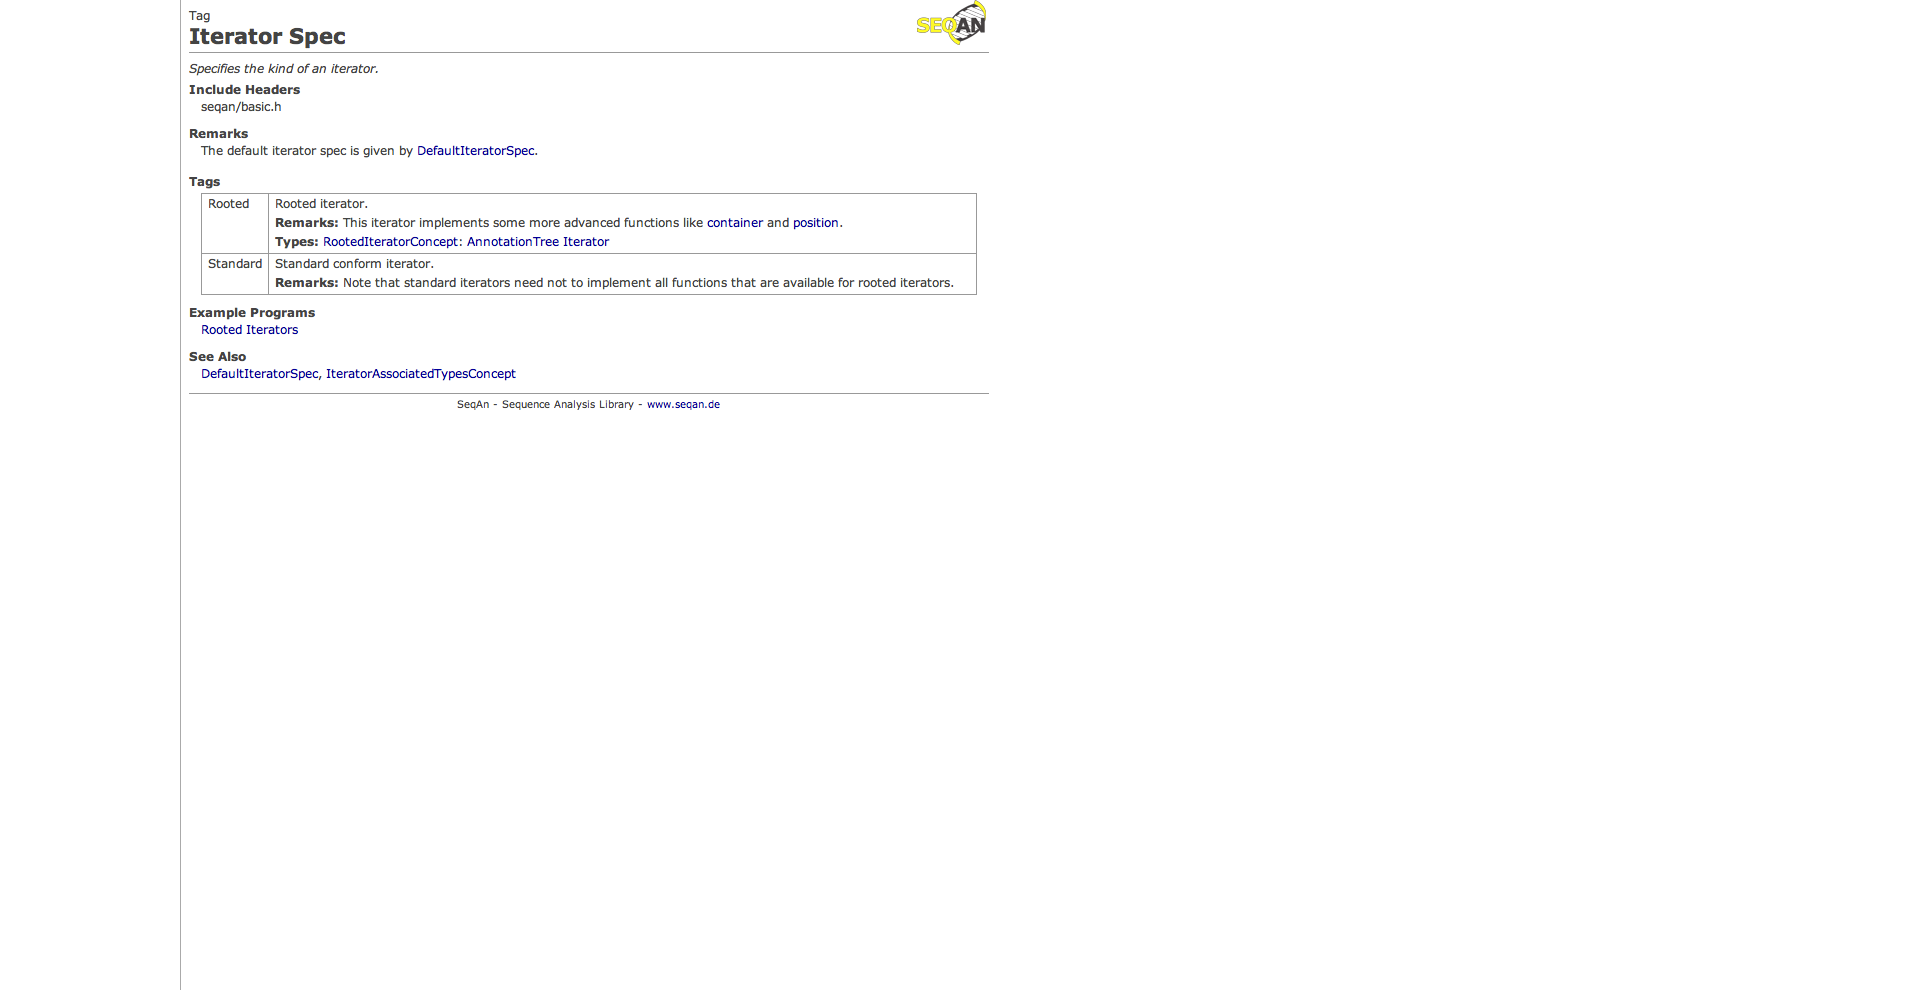 Tag
Iterator Spec
SEQAN
Specifies the kind of an iterator.
Include Headers
seqan/basic.h
Remarks
The default iterator spec is given by DefaultIteratorSpec.
Tags
Rooted
Rooted iterator.
Remarks: This iterator implements some more advanced functions like container and position.
Types: RootedIteratorConcept: AnnotationTree Iterator
Standard
Standard conform iterator.
Remarks: Note that standard iterators need not to implement all functions that are available for rooted iterators.
Example Programs
Rooted Iterators
See Also
DefaultIteratorSpec, IteratorAssociatedTypesConcept
SeqAn - Sequence Analysis Library - www.seqan.de